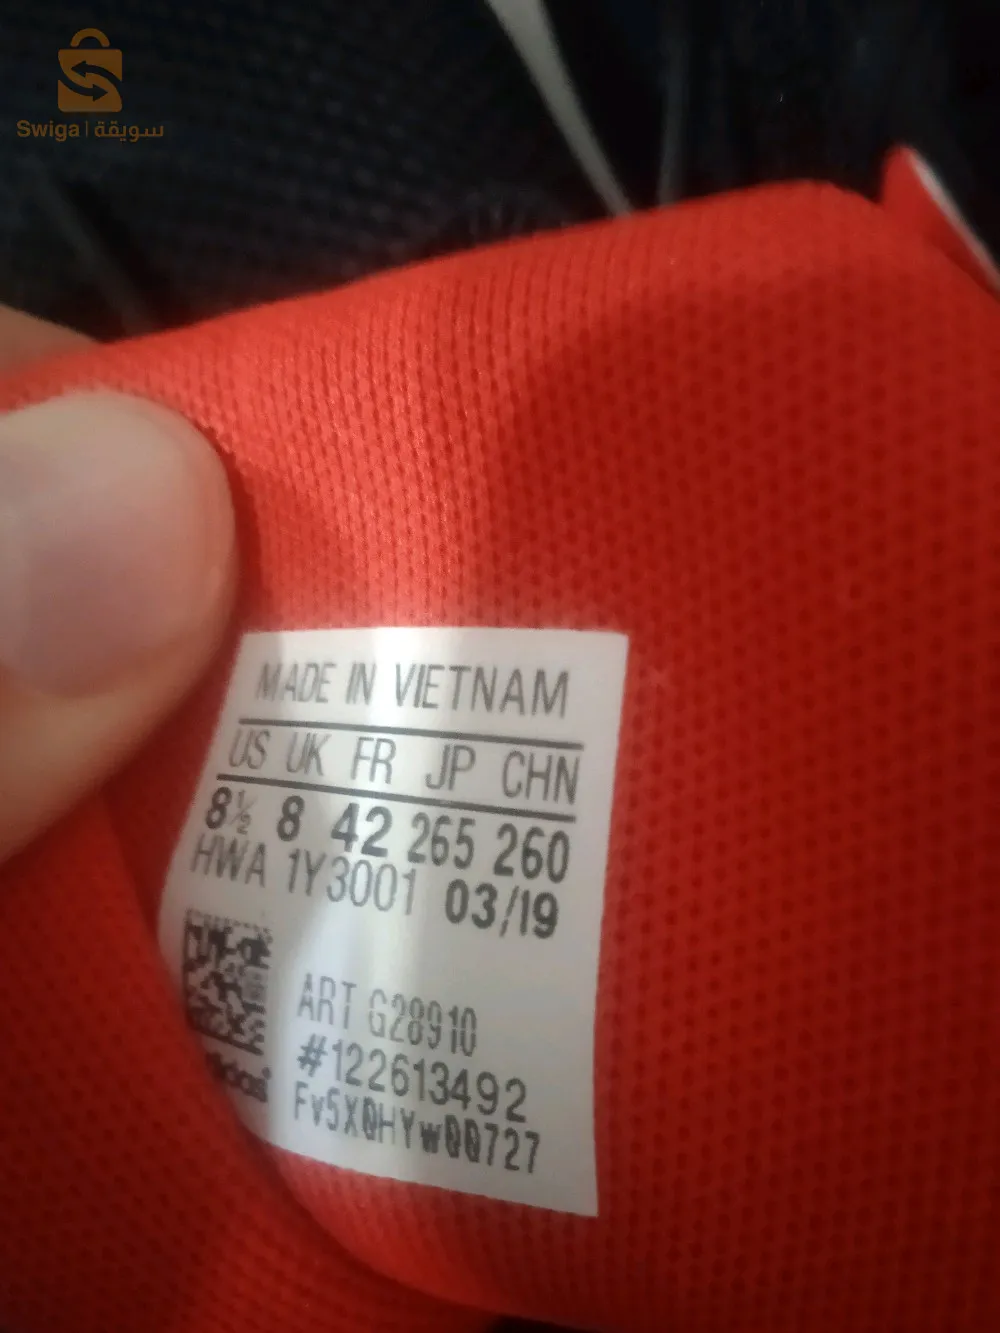 Swiga | سويقة
MADE IN VIETNAM
US UK FR JP CHN
8½ 8 42 265 260
HWA 1Y3001 03/19
ART G28910
#122613492
Fv5X0HYw00727